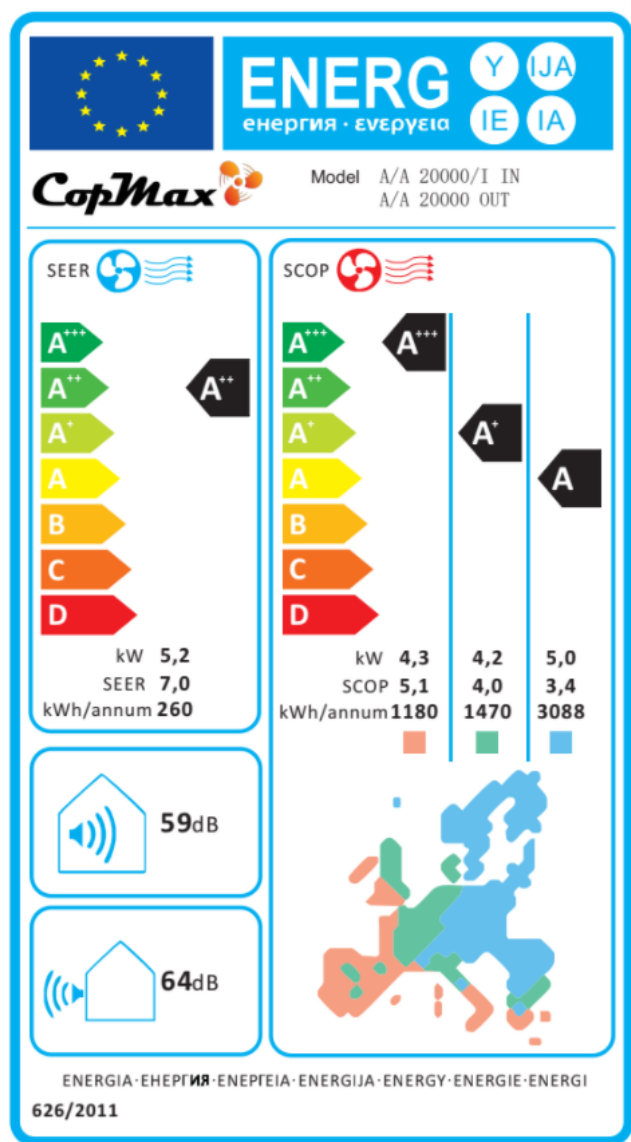 ENERG
енергия · ενεργεια
Y
IJA
IE
IA
CopMax
Model A/A 20000/I IN
A/A 20000 OUT
SEER
A+++
A++
A+
A
B
C
D
A++
kW 5,2
SEER 7,0
kWh/annum 260
SCOP
A+++
A++
A+
A
B
C
D
A+++
A+
A
kW 4,3 4,2 5,0
SCOP 5,1 4,0 3,4
kWh/annum 1180 1470 3088
59dB
64dB
ENERGIA·ЕНЕРГИЯ·ΕΝΕΡΓΕΙΑ·ENERGIJA·ENERGY·ENERGIE·ENERGI
626/2011